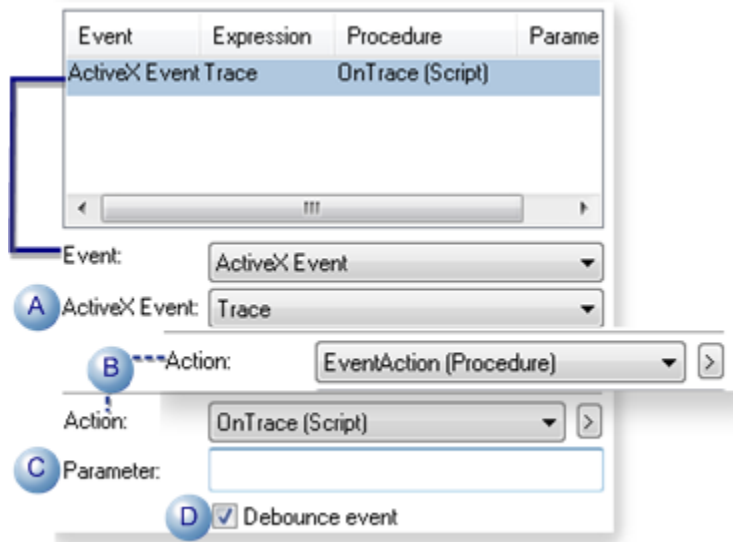 Event Expression Procedure Parame
ActiveX Event Trace OnTrace (Script)
Event: ActiveX Event
A ActiveX Event: Trace
B Action: EventAction (Procedure) >
Action: OnTrace (Script) >
C Parameter:
D Debounce event